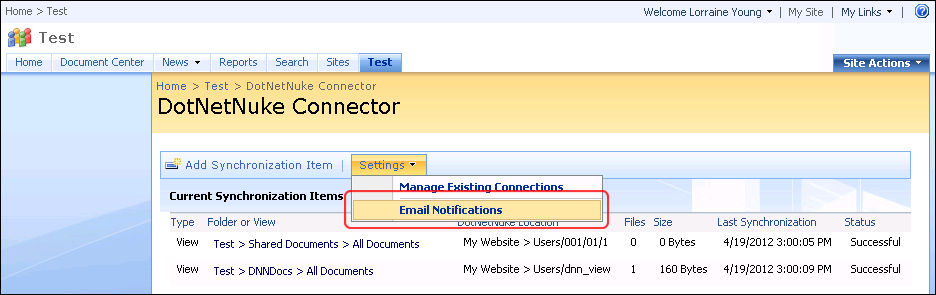 Home > Test
Welcome Lorraine Young | My Site | My Links |
Test
Home Document Center News Reports Search Sites Test Site Actions
Home > Test > DotNetNuke Connector
DotNetNuke Connector
Add Synchronization Item | Settings
Manage Existing Connections
Current Synchronization Items
Email Notifications
Type Folder or View DotNetNuke Location Files Size Last Synchronization Status
View Test > Shared Documents > All Documents My Website > Users/001/01/1 0 0 Bytes 4/19/2012 3:00:05 PM Successful
View Test > DNNDocs > All Documents My Website > Users/dnn_view 1 160 Bytes 4/19/2012 3:00:09 PM Successful